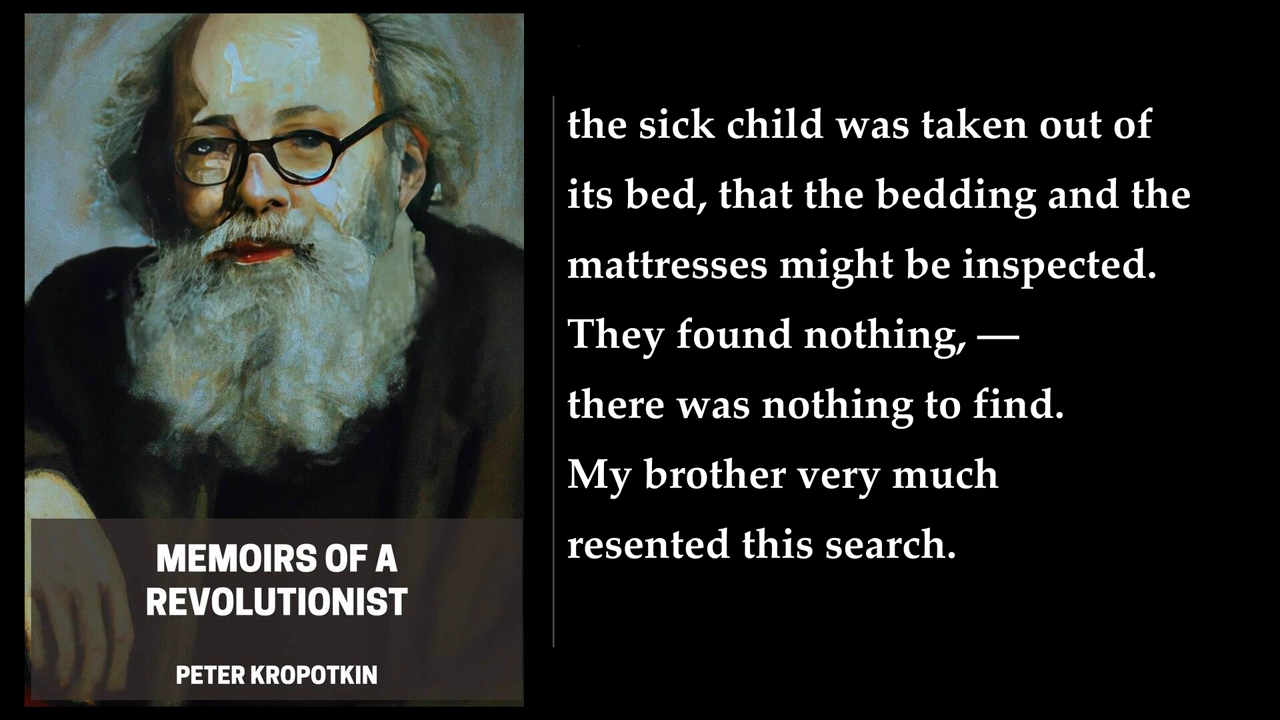 MEMOIRS OF A
REVOLUTIONIST
PETER KROPOTKIN
the sick child was taken out of
its bed, that the bedding and the
mattresses might be inspected.
They found nothing, —
there was nothing to find.
My brother very much
resented this search.